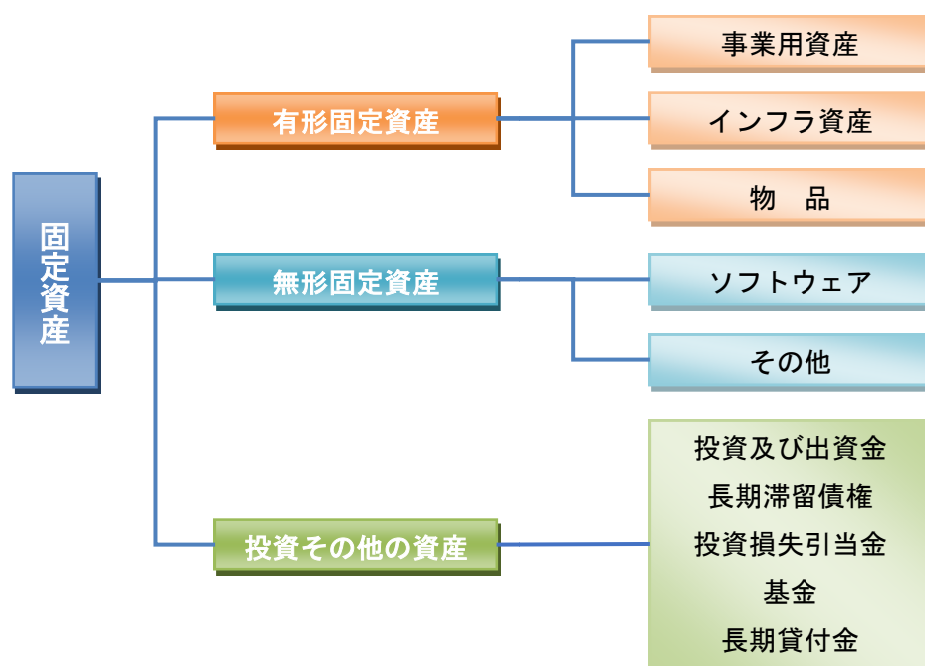 固定資産
有形固定資産
事業用資産
インフラ資産
物　品
無形固定資産
ソフトウェア
その他
投資その他の資産
投資及び出資金
長期滞留債権
投資損失引当金
基金
長期貸付金